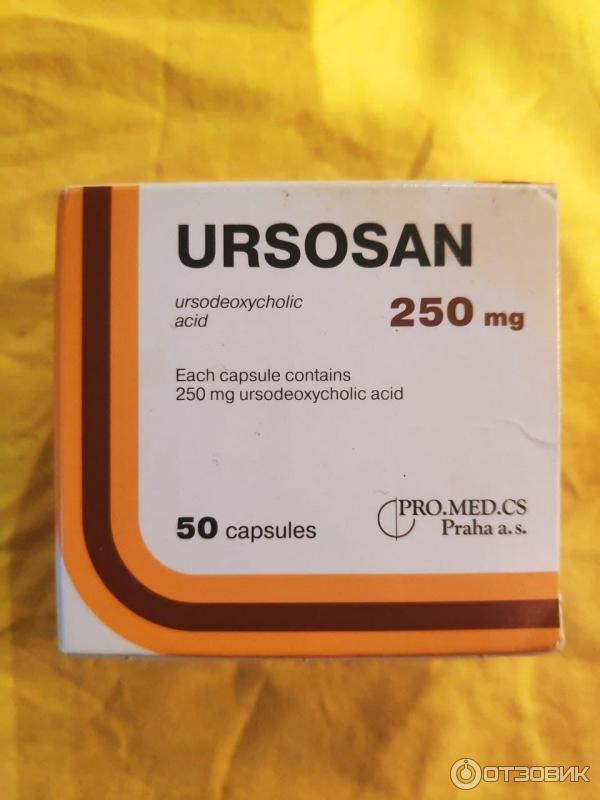 URSOSAN
ursodeoxycholic
acid
250 mg
Each capsule contains
250 mg ursodeoxycholic acid
50 capsules
PRO.MED.CS
Praha a.s.
ОТЗОВИК